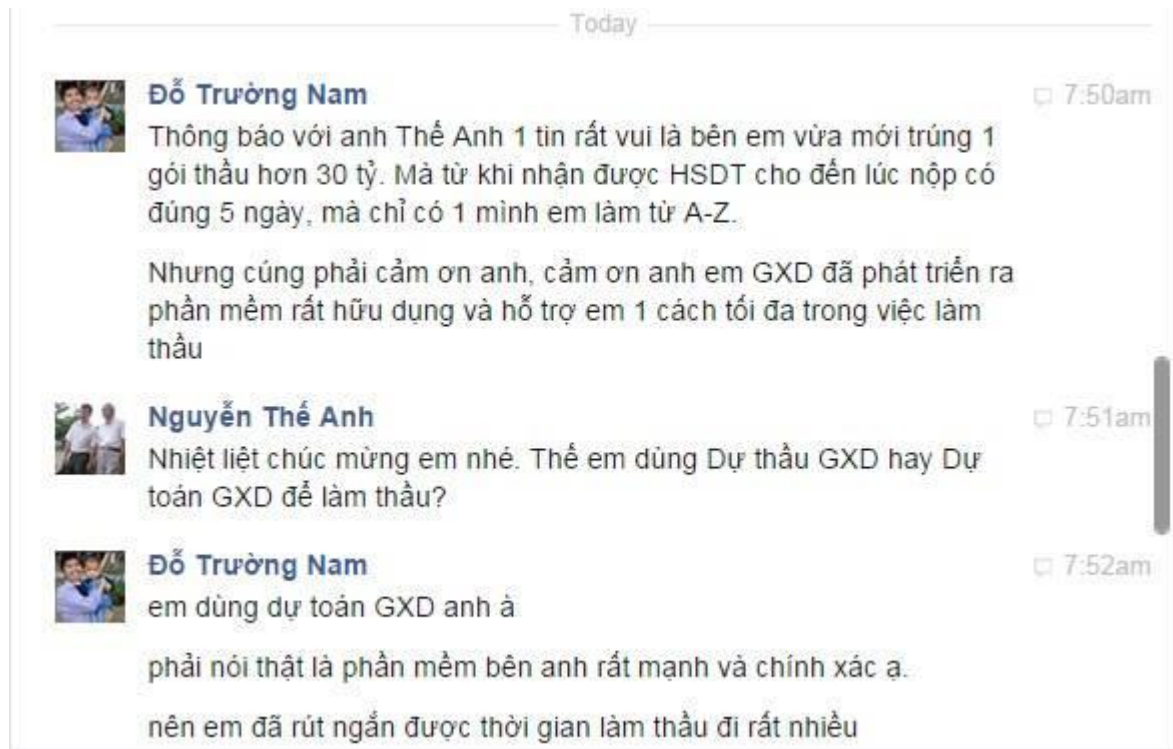 Today
Đỗ Trường Nam
7:50am
Thông báo với anh Thế Anh 1 tin rất vui là bên em vừa mới trúng 1
gói thầu hơn 30 tỷ. Mà từ khi nhận được HSDT cho đến lúc nộp có
đúng 5 ngày, mà chỉ có 1 mình em làm từ A-Z.
Nhưng cúng phải cảm ơn anh, cảm ơn anh em GXD đã phát triển ra
phần mềm rất hữu dụng và hỗ trợ em 1 cách tối đa trong việc làm
thầu
Nguyễn Thế Anh
7:51am
Nhiệt liệt chúc mừng em nhé. Thế em dùng Dự thầu GXD hay Dự
toán GXD để làm thầu?
Đỗ Trường Nam
7:52am
em dùng dự toán GXD anh à
phải nói thật là phần mềm bên anh rất mạnh và chính xác ạ.
nên em đã rút ngắn được thời gian làm thầu đi rất nhiều